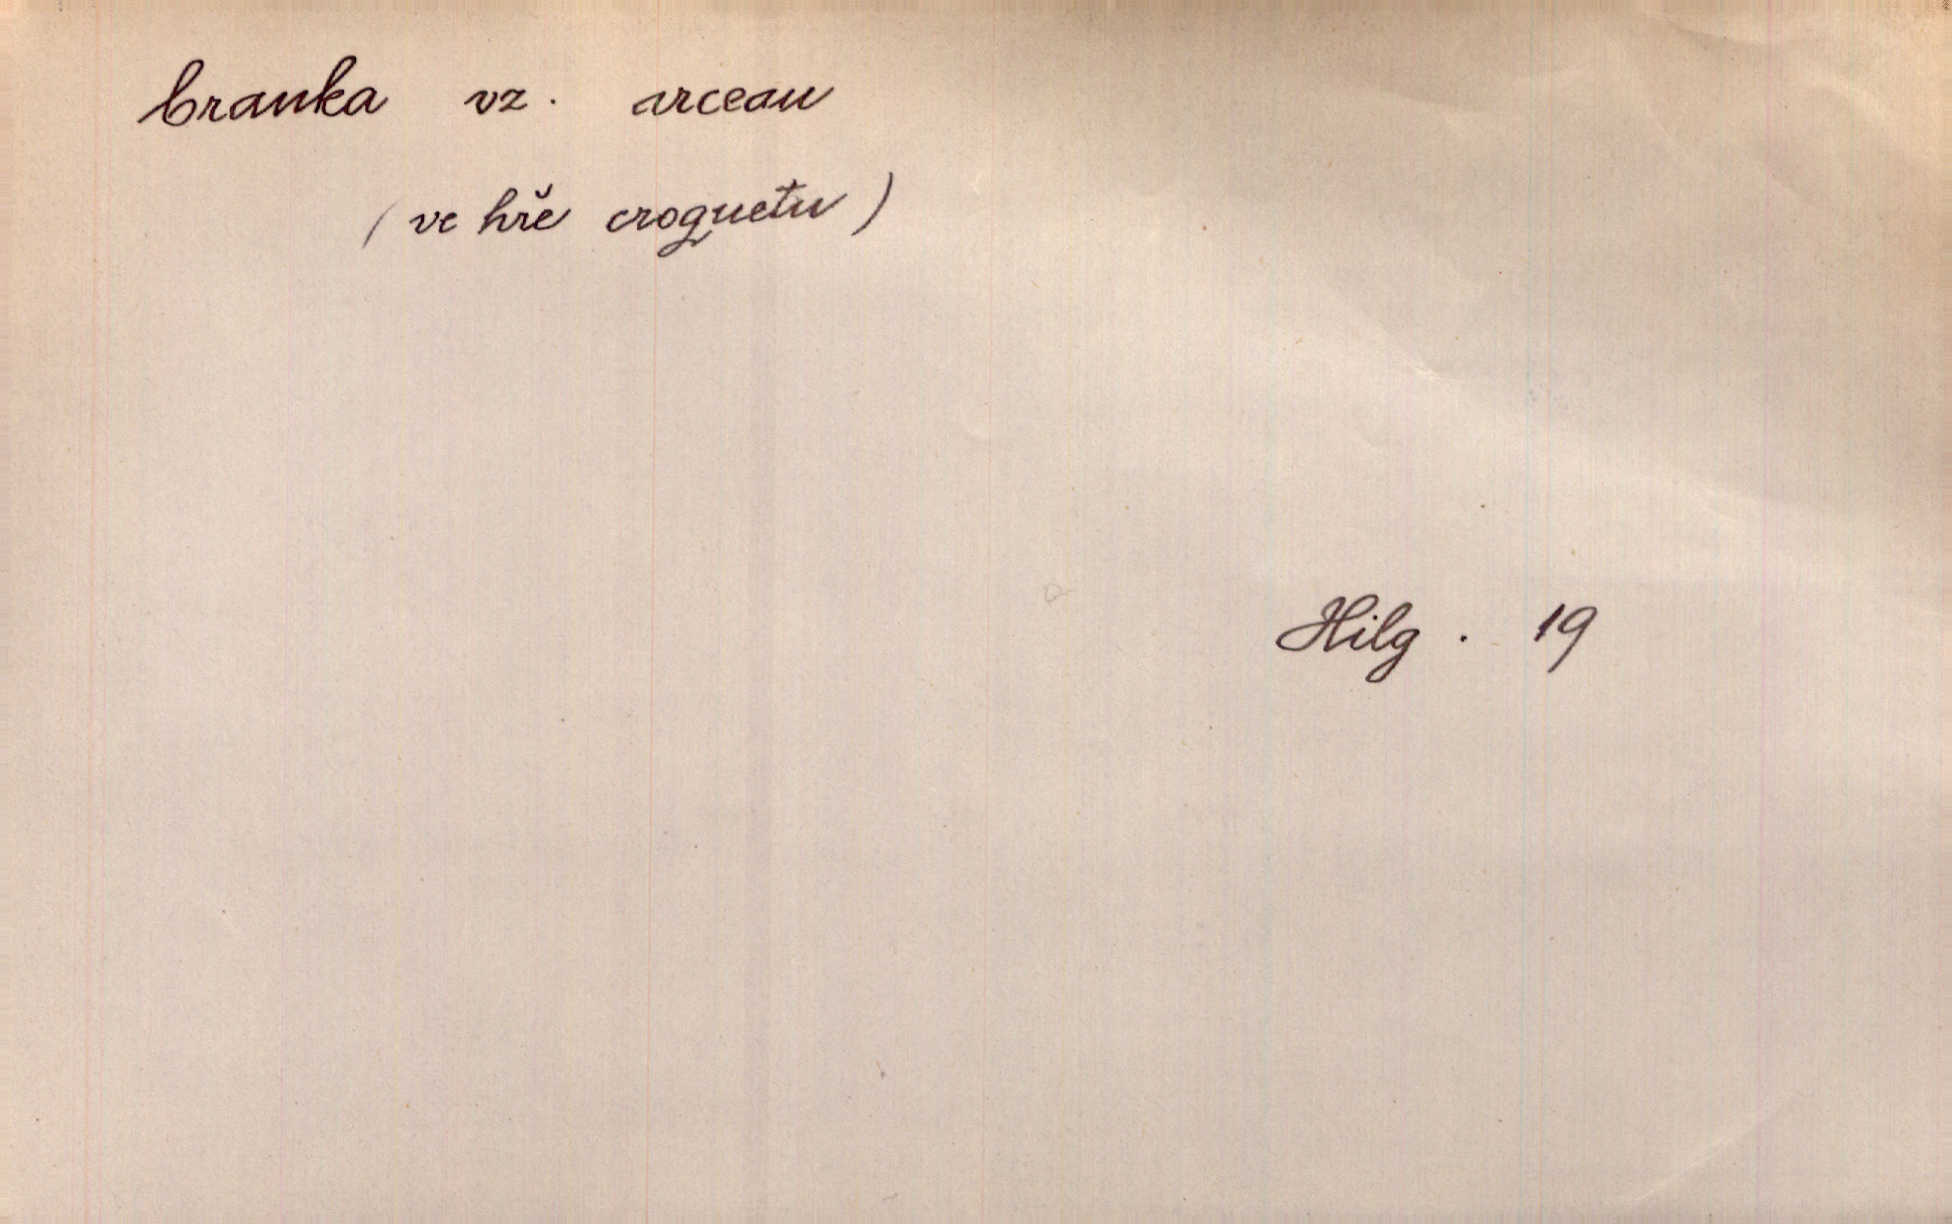 branka vz. arceau
(ve hře croquetu)
Hilg. 19